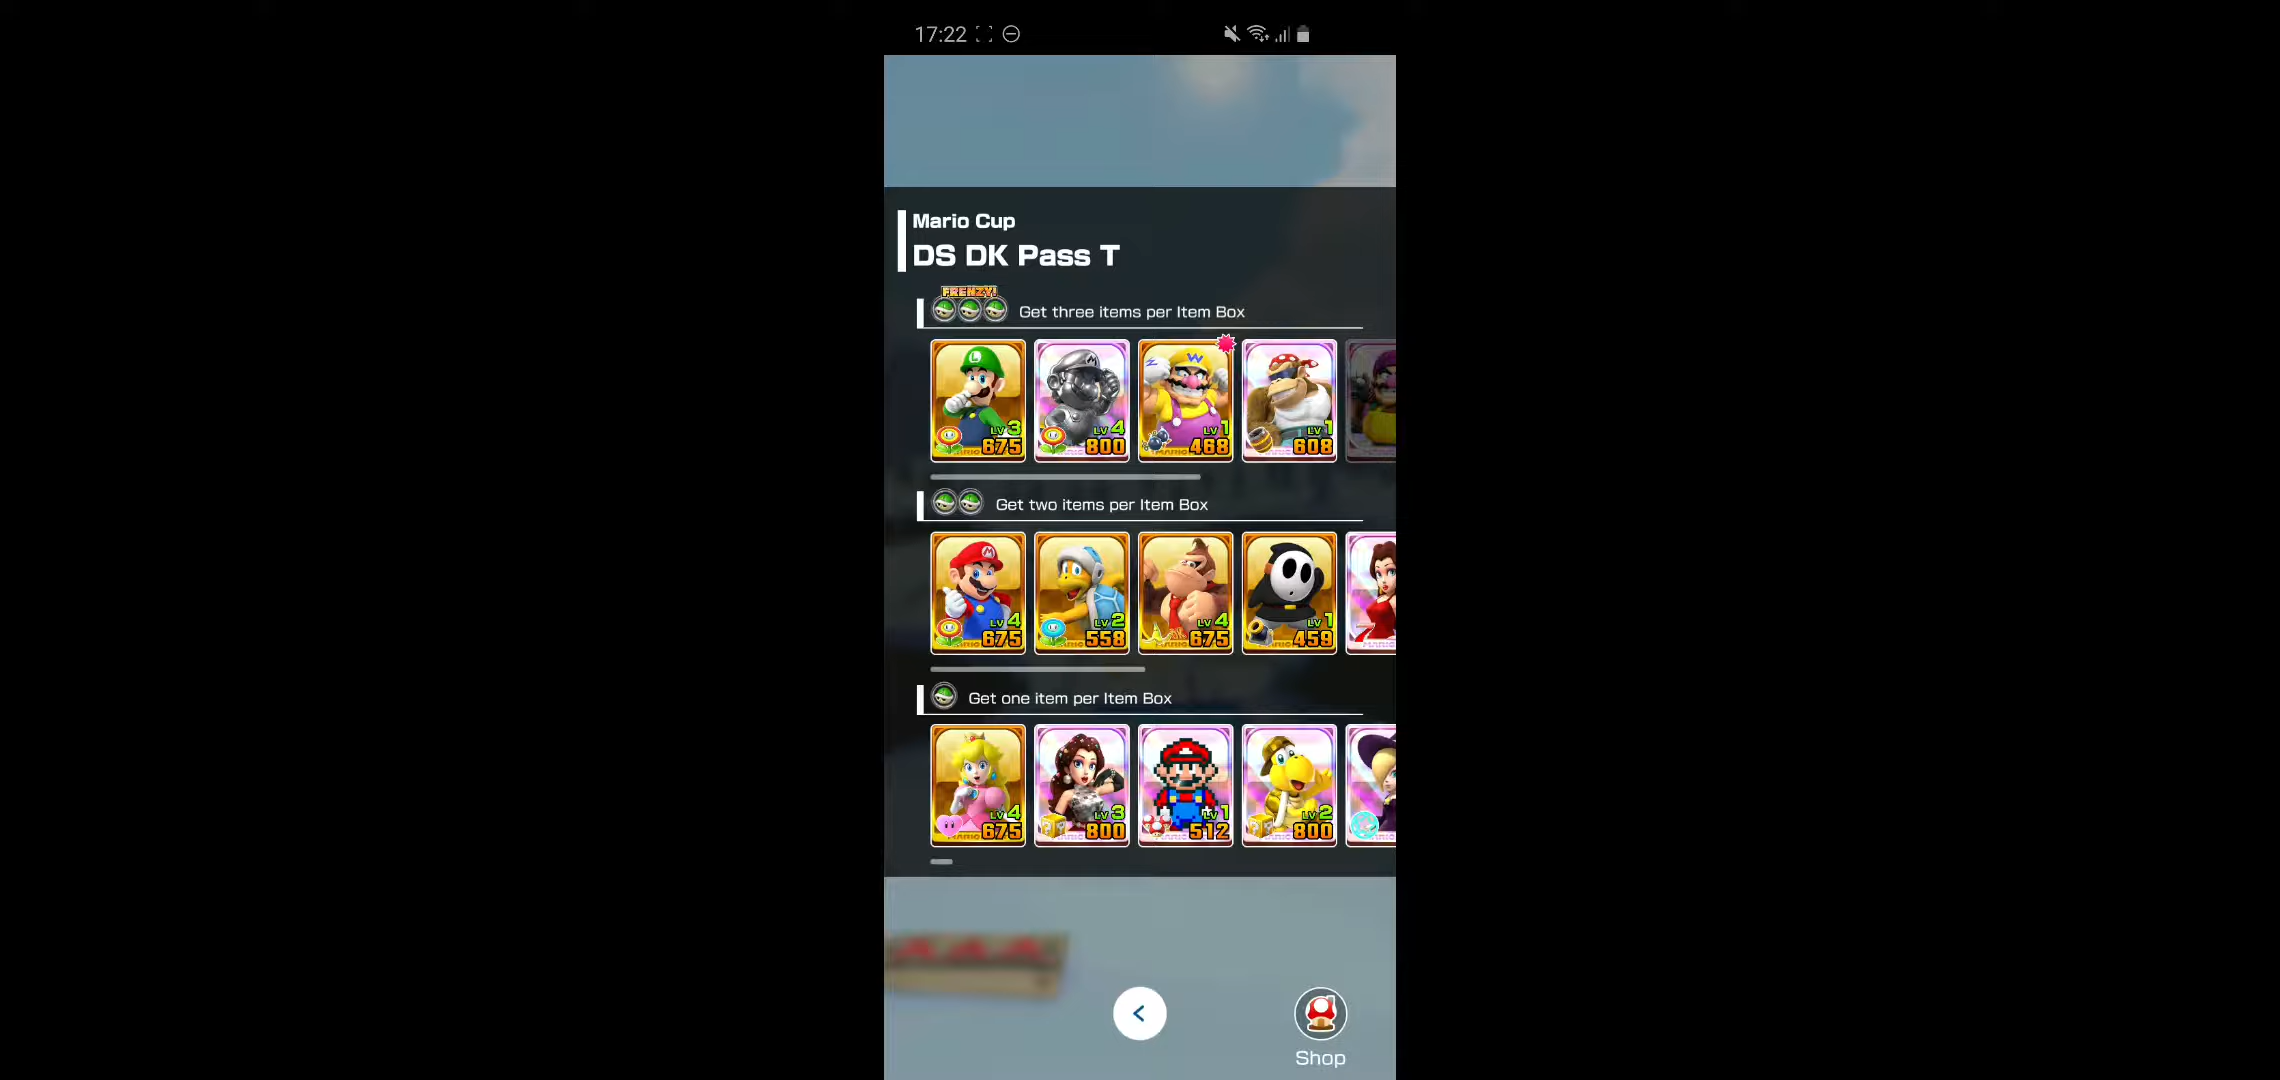 17:22
Mario Cup
DS DK Pass T
FRENZY!
Get three items per Item Box
LV 3 LV 4 LV 1 LV 1
675 800 468 608
Get two items per Item Box
LV 4 LV 2 LV 4 LV 1
675 558 675 459
Get one item per Item Box
LV 4 LV 3 LV 1 LV 2
675 800 512 800
Shop